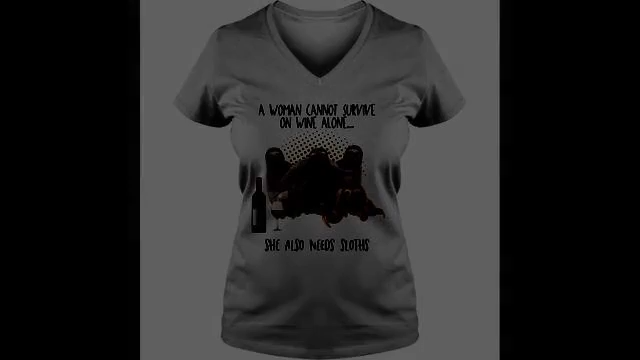 A WOMAN CANNOT SURVIVE
ON WINE ALONE...
SHE ALSO NEEDS SLOTHS